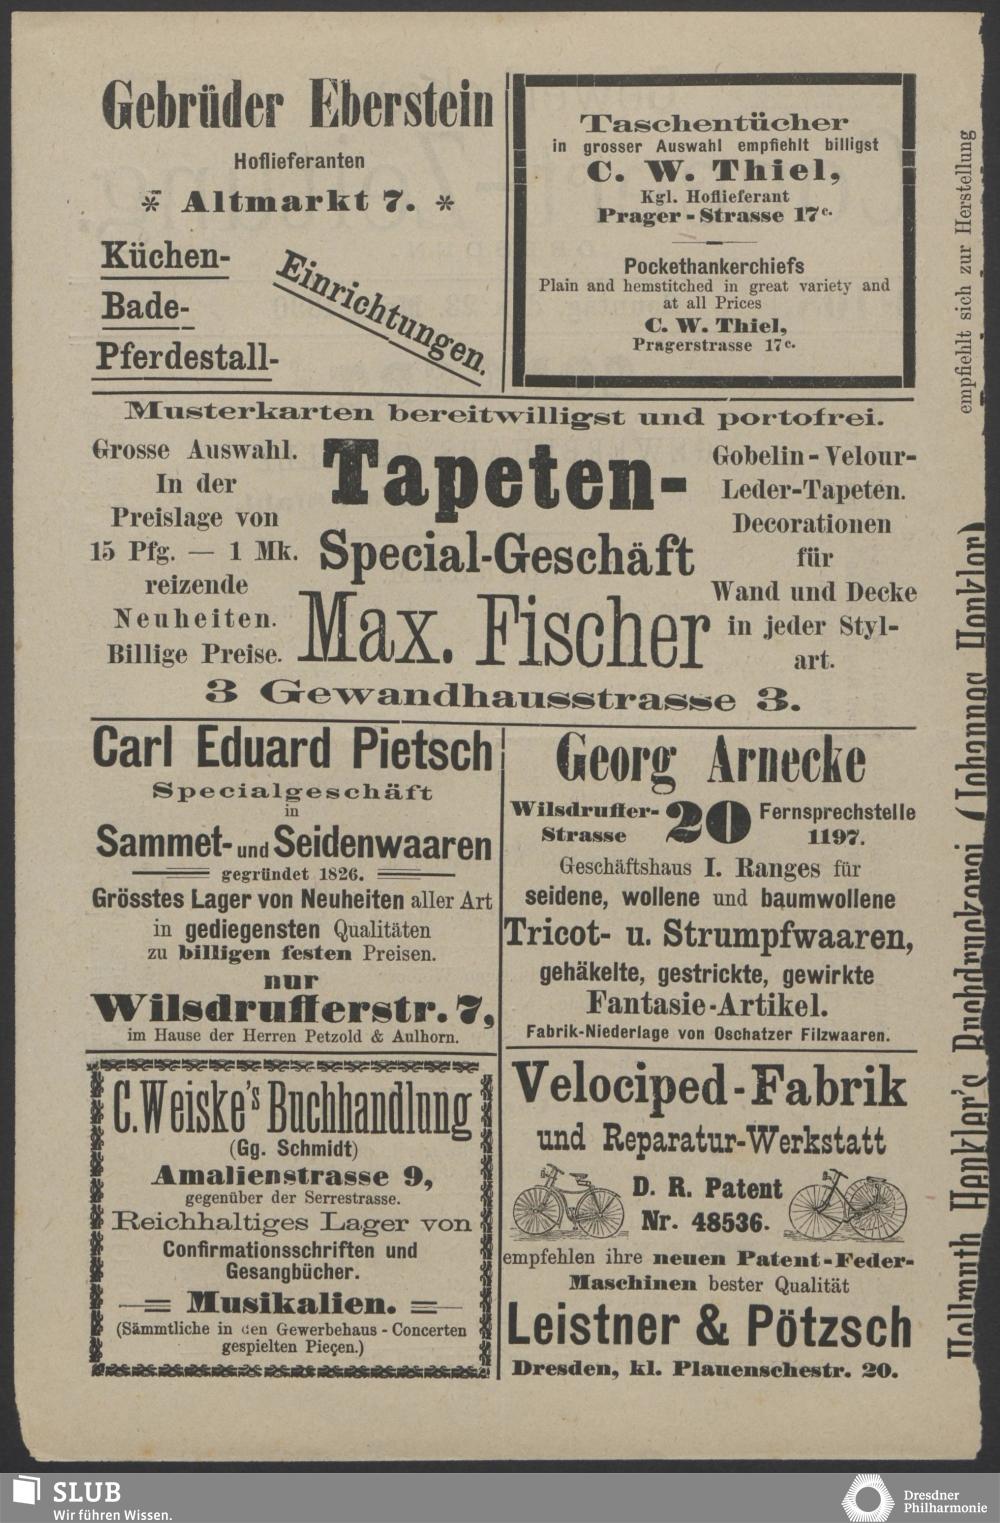 Gebrüder Eberstein
Hoflieferanten
* Altmarkt 7. *
Küchen-
Bade-
Pferdestall-
Einrichtungen.
Taschentücher
in grosser Auswahl empfiehlt billigst
C. W. Thiel,
Kgl. Hoflieferant
Prager-Strasse 17c.
Pockethankerchiefs
Plain and hemstitched in great variety and
at all Prices
C. W. Thiel,
Pragerstrasse 17c.
Musterkarten bereitwilligst und portofrei.
Grosse Auswahl.
In der
Preislage von
15 Pfg. — 1 Mk.
reizende
Neuheiten.
Billige Preise.
Tapeten-
Special-Geschäft
Max. Fischer
Gobelin-Velour-
Leder-Tapeten.
Decorationen
für
Wand und Decke
in jeder Styl-
art.
3 Gewandhausstrasse 3.
Carl Eduard Pietsch
Specialgeschäft
in
Sammet- und Seidenwaaren
gegründet 1826.
Grösstes Lager von Neuheiten aller Art
in gediegensten Qualitäten
zu billigen festen Preisen.
nur
Wilsdrufferstr. 7,
im Hause der Herren Petzold & Aulhorn.
Georg Arnecke
Wilsdruffer-
Strasse
20
Fernsprechstelle
1197.
Geschäftshaus I. Ranges für
seidene, wollene und baumwollene
Tricot- u. Strumpfwaaren,
gehäkelte, gestrickte, gewirkte
Fantasie-Artikel.
Fabrik-Niederlage von Oschatzer Filzwaaren.
C. Weiske's Buchhandlung
(Gg. Schmidt)
Amalienstrasse 9,
gegenüber der Serrestrasse.
Reichhaltiges Lager von
Confirmationsschriften und
Gesangbücher.
Musikalien.
(Sämmtliche in den Gewerbehaus-Concerten
gespielten Pieçen.)
Velociped-Fabrik
und Reparatur-Werkstatt
D. R. Patent
Nr. 48536.
empfehlen ihre neuen Patent-Feder-
Maschinen bester Qualität
Leistner & Pötzsch
Dresden, kl. Plauenschestr. 20.
Hellmuth Henkler's Buchdruckerei (Johannes Henkler)
empfiehlt sich zur Herstellung
SLUB
Wir führen Wissen.
Dresdner
Philharmonie